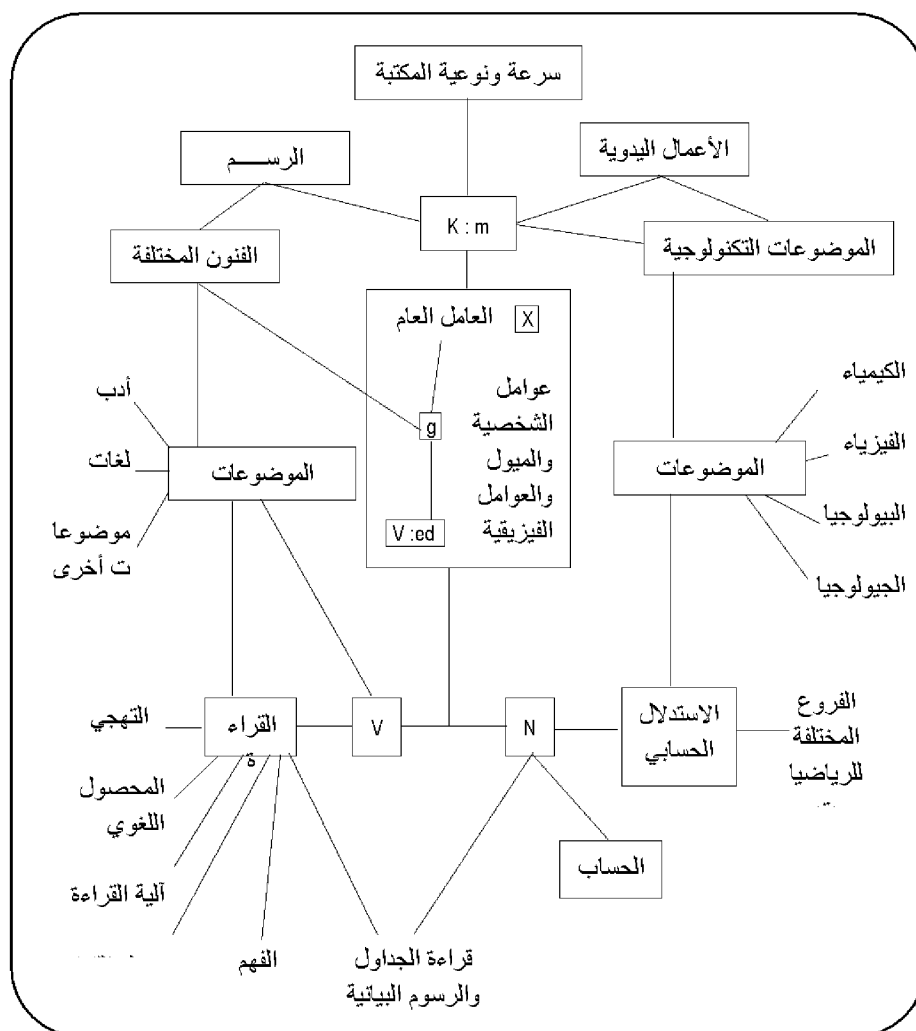 سرعة ونوعية المكتبة
الأعمال اليدوية
الرســـــم
K : m
الموضوعات التكنولوجية
الفنون المختلفة
العامل العام
X
عوامل
الشخصية
والميول
والعوامل
الفيزيقية
g
V :ed
الكيمياء
الفيزياء
الموضوعات
البيولوجيا
الجيولوجيا
أدب
لغات
الموضوعات
موضوعا
ت أخرى
الفروع
المختلفة
للرياضيا
الاستدلال
الحسابي
N
V
القراء
ة
التهجي
المحصول
اللغوي
الحساب
آلية القراءة
الفهم
قراءة الجداول
والرسوم البيانية